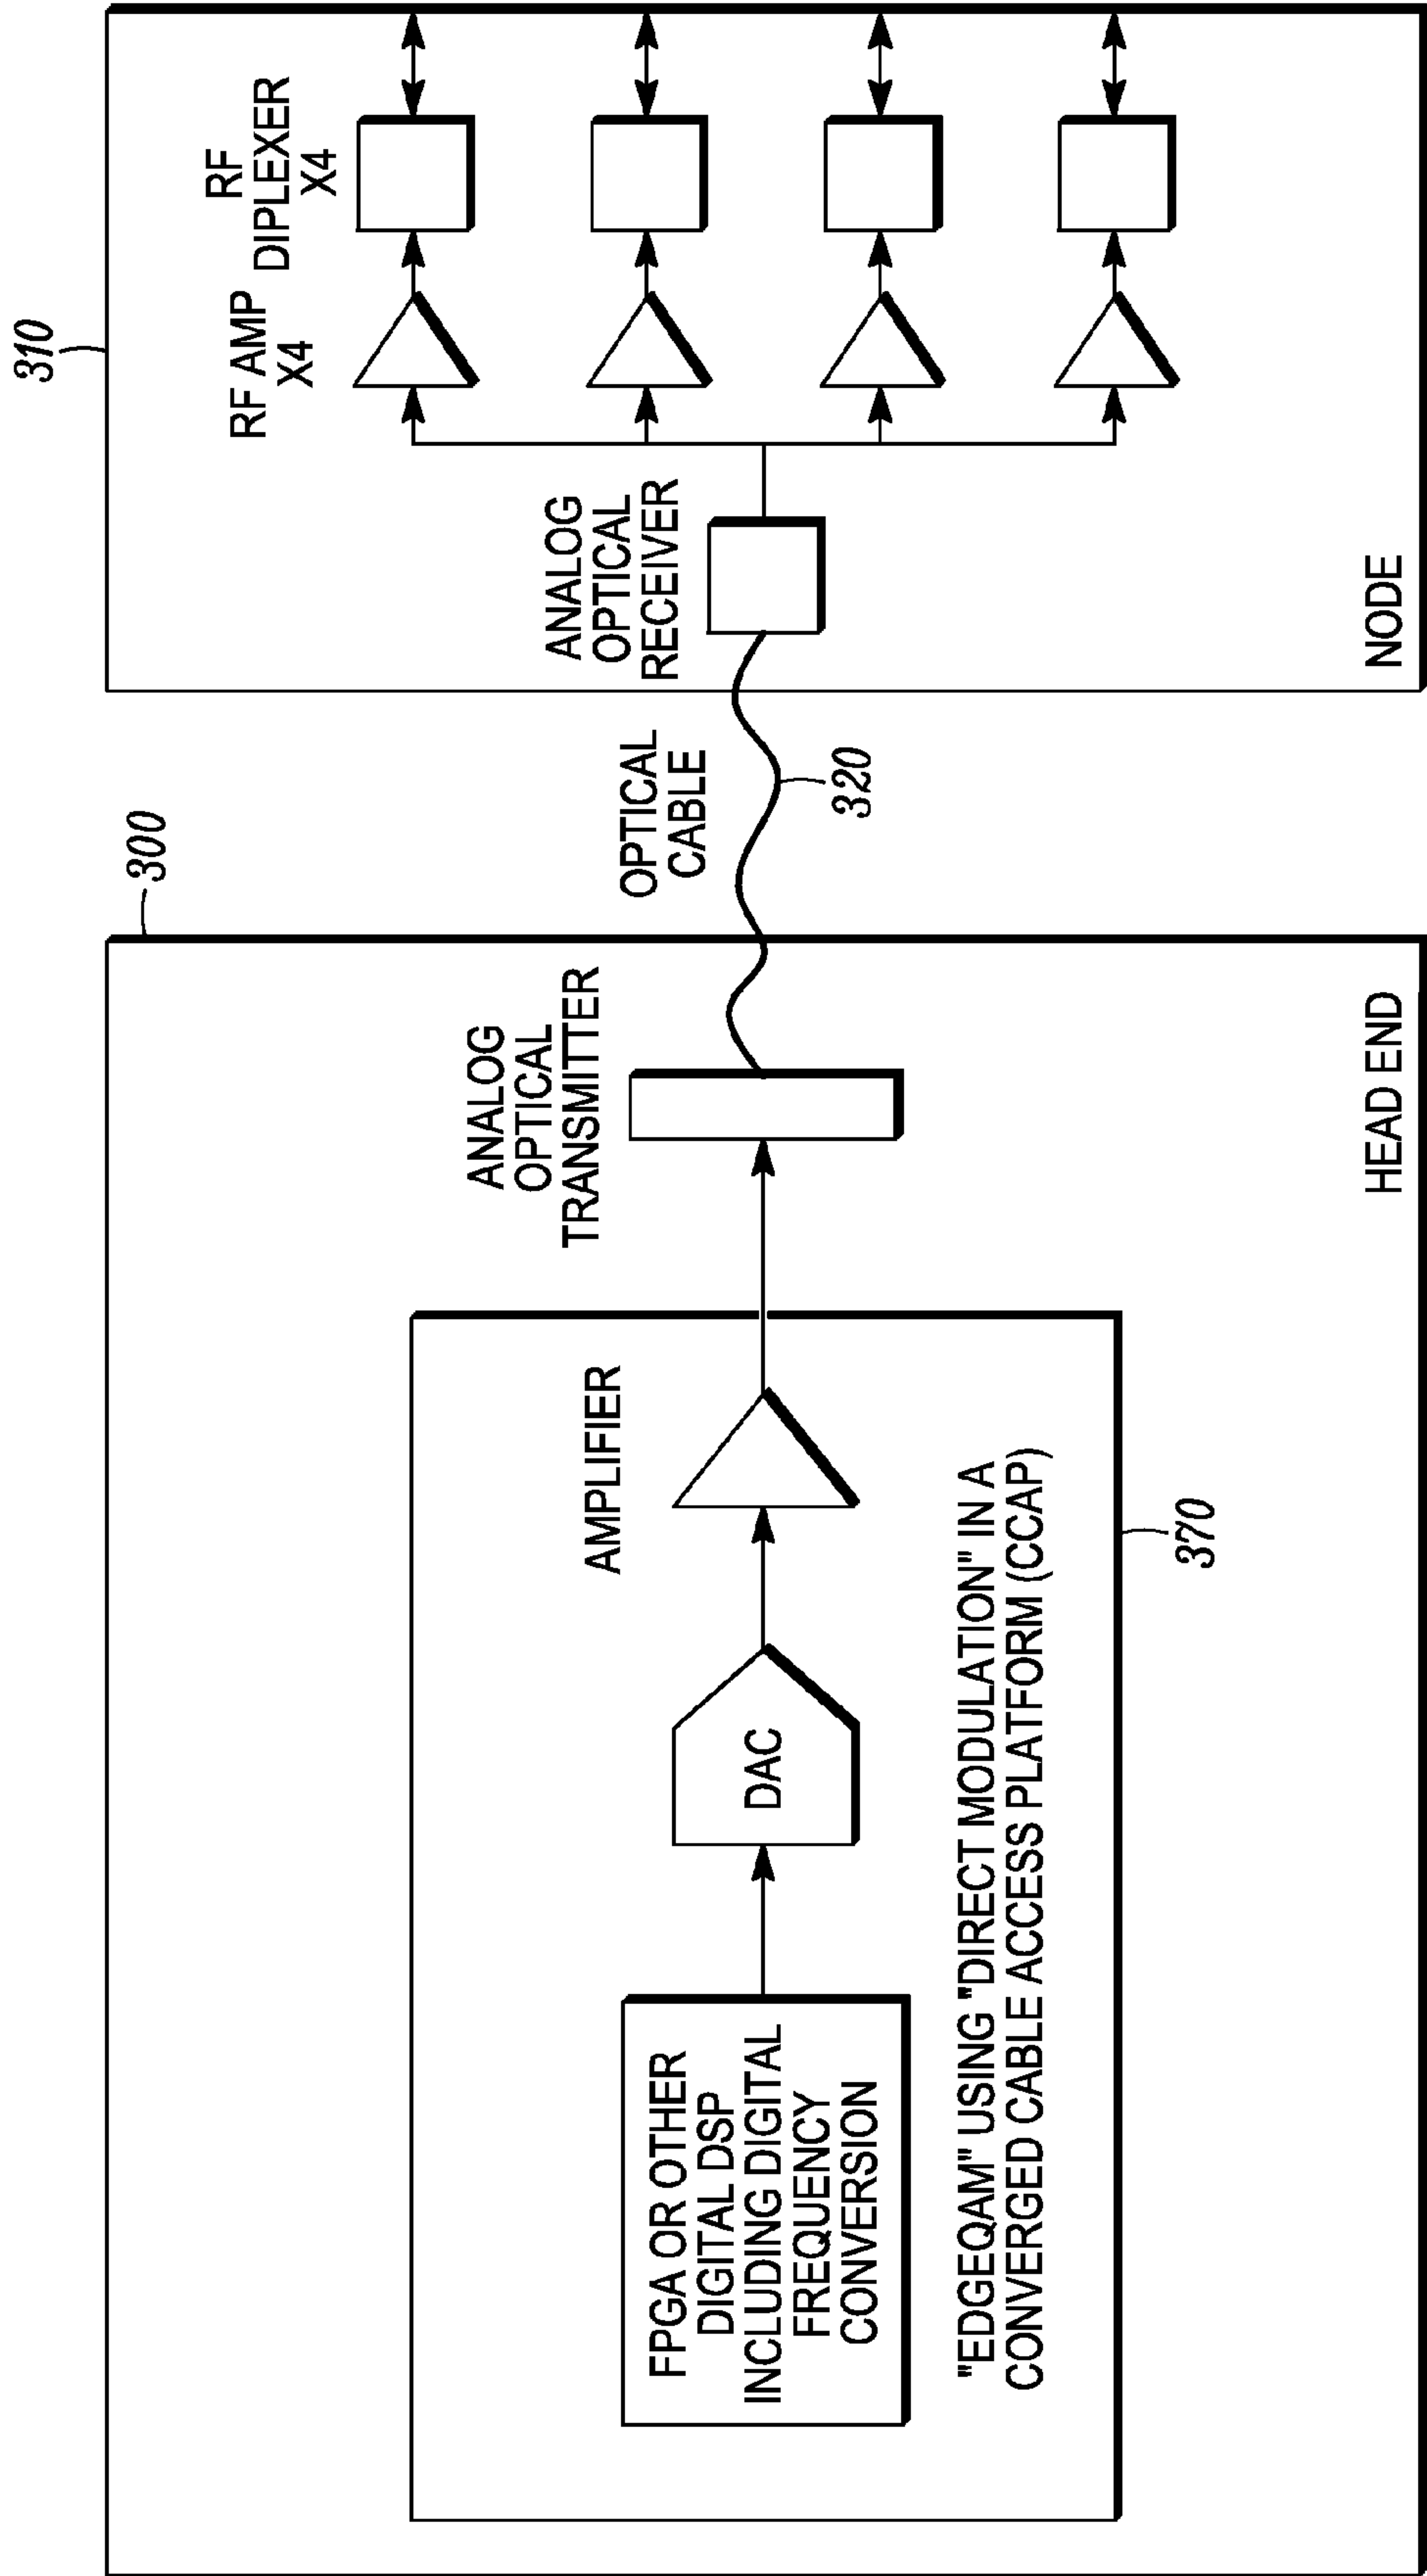 300
310
"EDGEQAM" USING "DIRECT MODULATION" IN A
CONVERGED CABLE ACCESS PLATFORM (CCAP)
370
FPGA OR OTHER
DIGITAL DSP
INCLUDING DIGITAL
FREQUENCY
CONVERSION
DAC
AMPLIFIER
ANALOG
OPTICAL
TRANSMITTER
HEAD END
OPTICAL
CABLE
320
ANALOG
OPTICAL
RECEIVER
RF AMP
X4
RF
DIPLEXER
X4
NODE